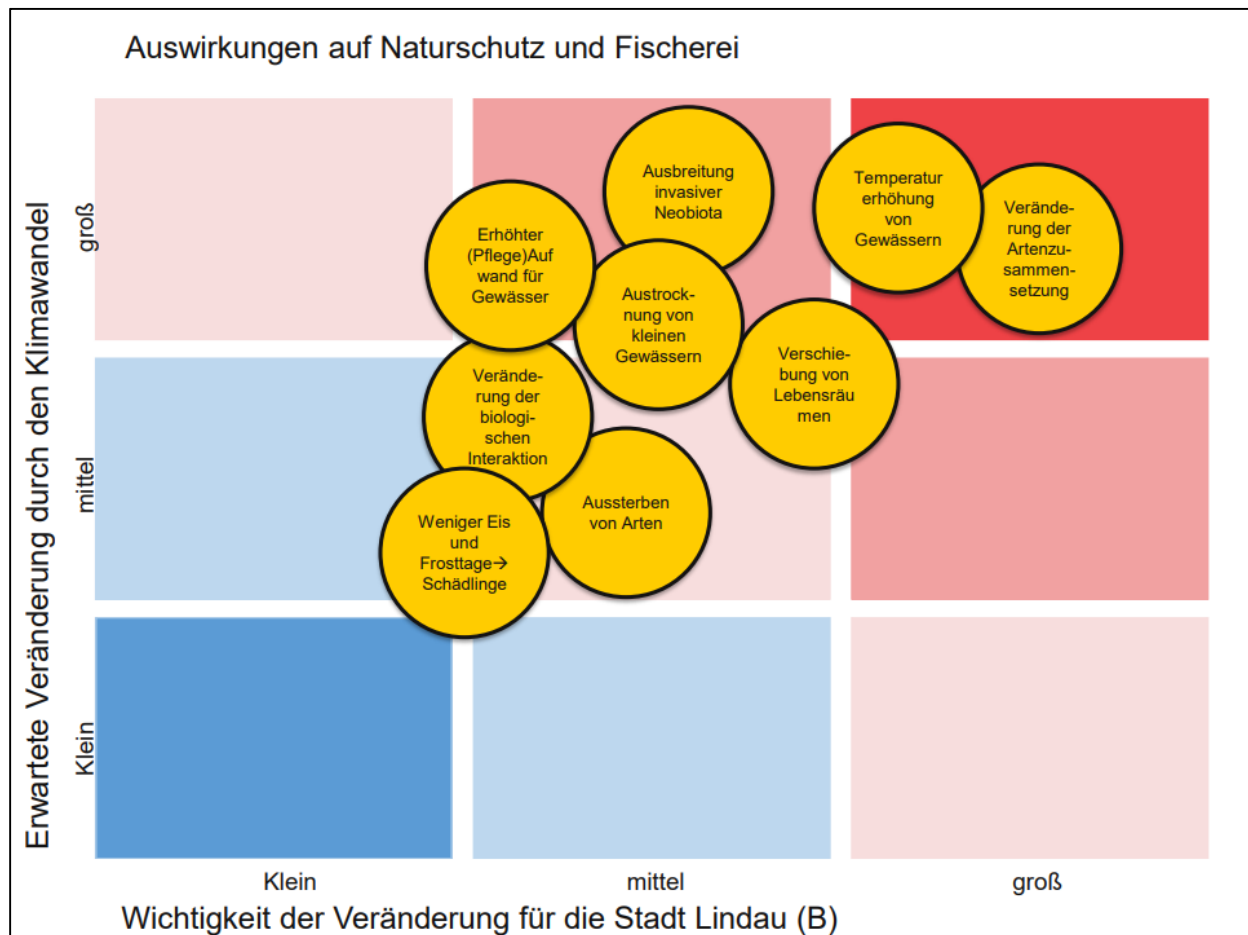 Auswirkungen auf Naturschutz und Fischerei
Erwartete Veränderung durch den Klimawandel
groß
mittel
Klein
Ausbreitung
invasiver
Neobiota
Temperatur
erhöhung
von
Gewässern
Verände-
rung der
Artenzu-
sammen-
setzung
Erhöhter
(Pflege)Auf
wand für
Gewässer
Austrock-
nung von
kleinen
Gewässern
Verschie-
bung von
Lebensräu
men
Verände-
rung der
biologi-
schen
Interaktion
Aussterben
von Arten
Weniger Eis
und
Frosttage→
Schädlinge
Klein
mittel
groß
Wichtigkeit der Veränderung für die Stadt Lindau (B)